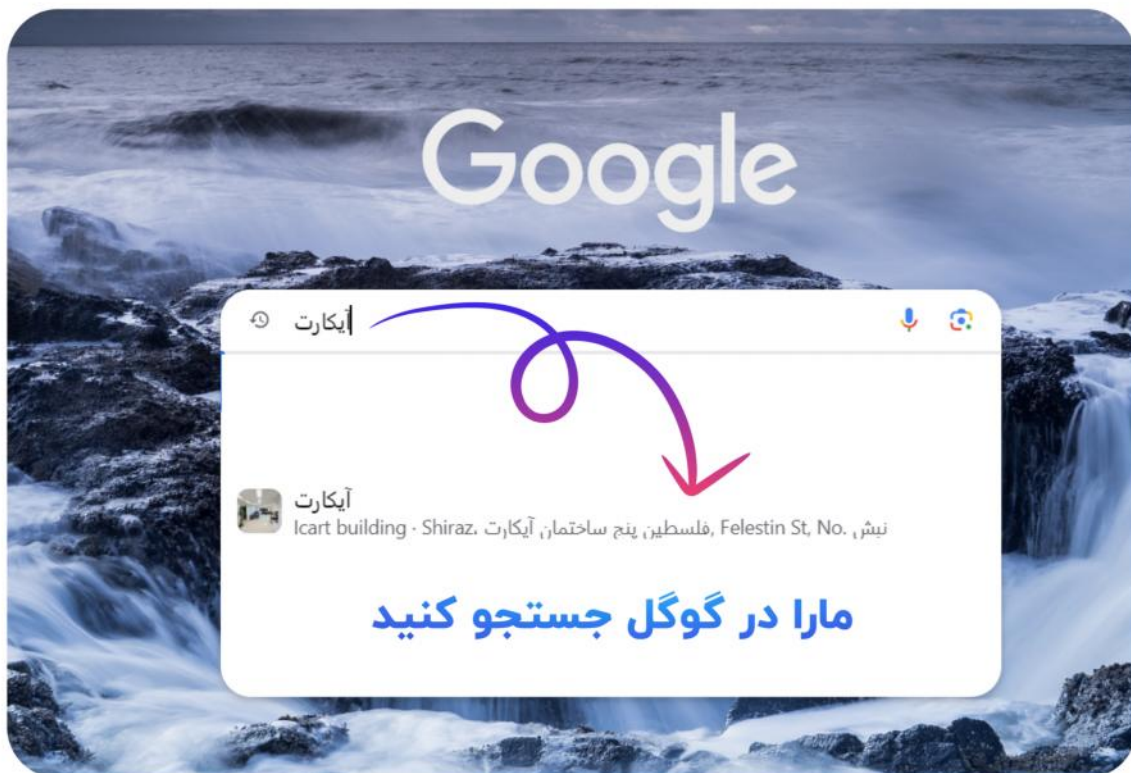 Google
آیکارت
آیکارت
Icart building · Shiraz، فلسطین پنج ساختمان آیکارت, Felestin St, No. نبش
مارا در گوگل جستجو کنید